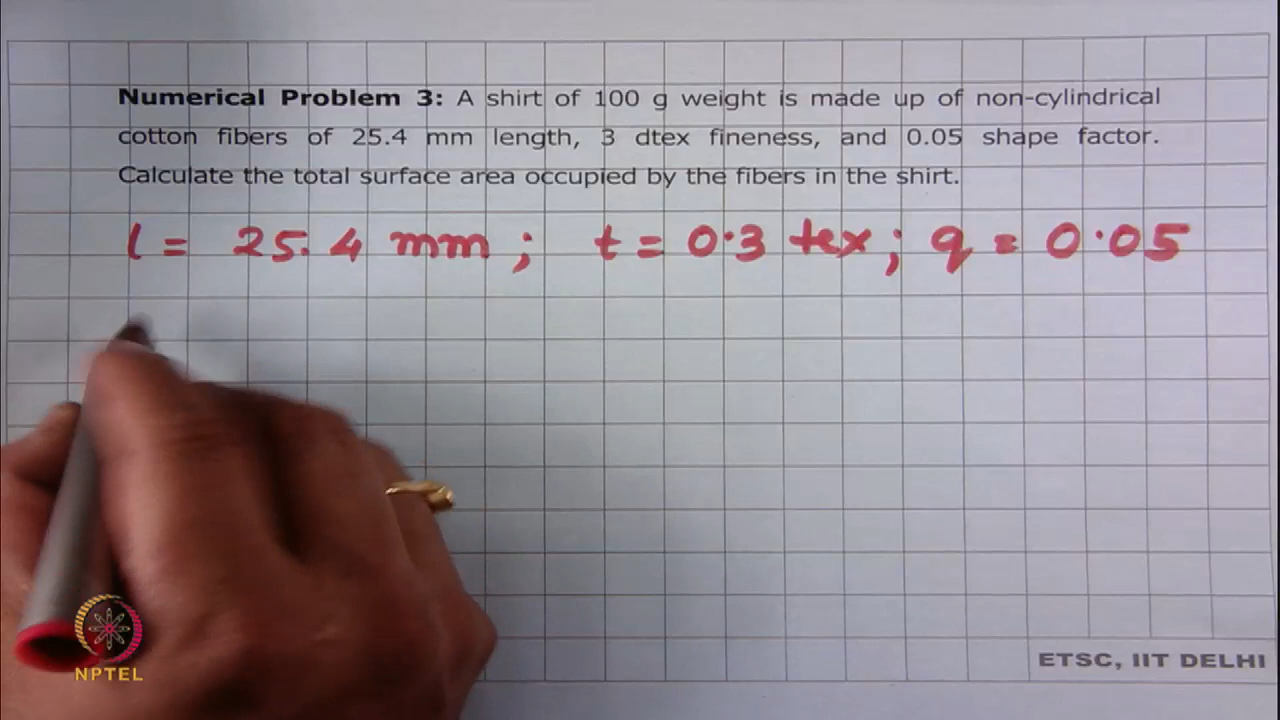 Numerical Problem 3: A shirt of 100 g weight is made up of non-cylindrical
cotton fibers of 25.4 mm length, 3 dtex fineness, and 0.05 shape factor.
Calculate the total surface area occupied by the fibers in the shirt.
l = 25.4 mm ; t = 0.3 tex ; q = 0.05
NPTEL
ETSC, IIT DELHI